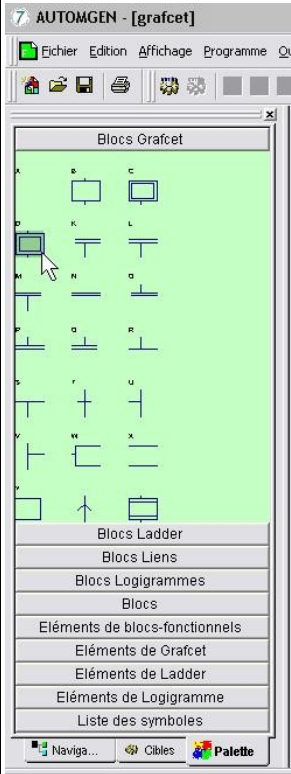 7 AUTOMGEN - [grafcet]
Fichier Edition Affichage Programme
Blocs Grafcet
A B C
D K L
M N O
P Q R
S T U
V W X
Blocs Ladder
Blocs Liens
Blocs Logigrammes
Blocs
Eléments de blocs-fonctionnels
Eléments de Grafcet
Eléments de Ladder
Eléments de Logigramme
Liste des symboles
Naviga... Cibles Palette